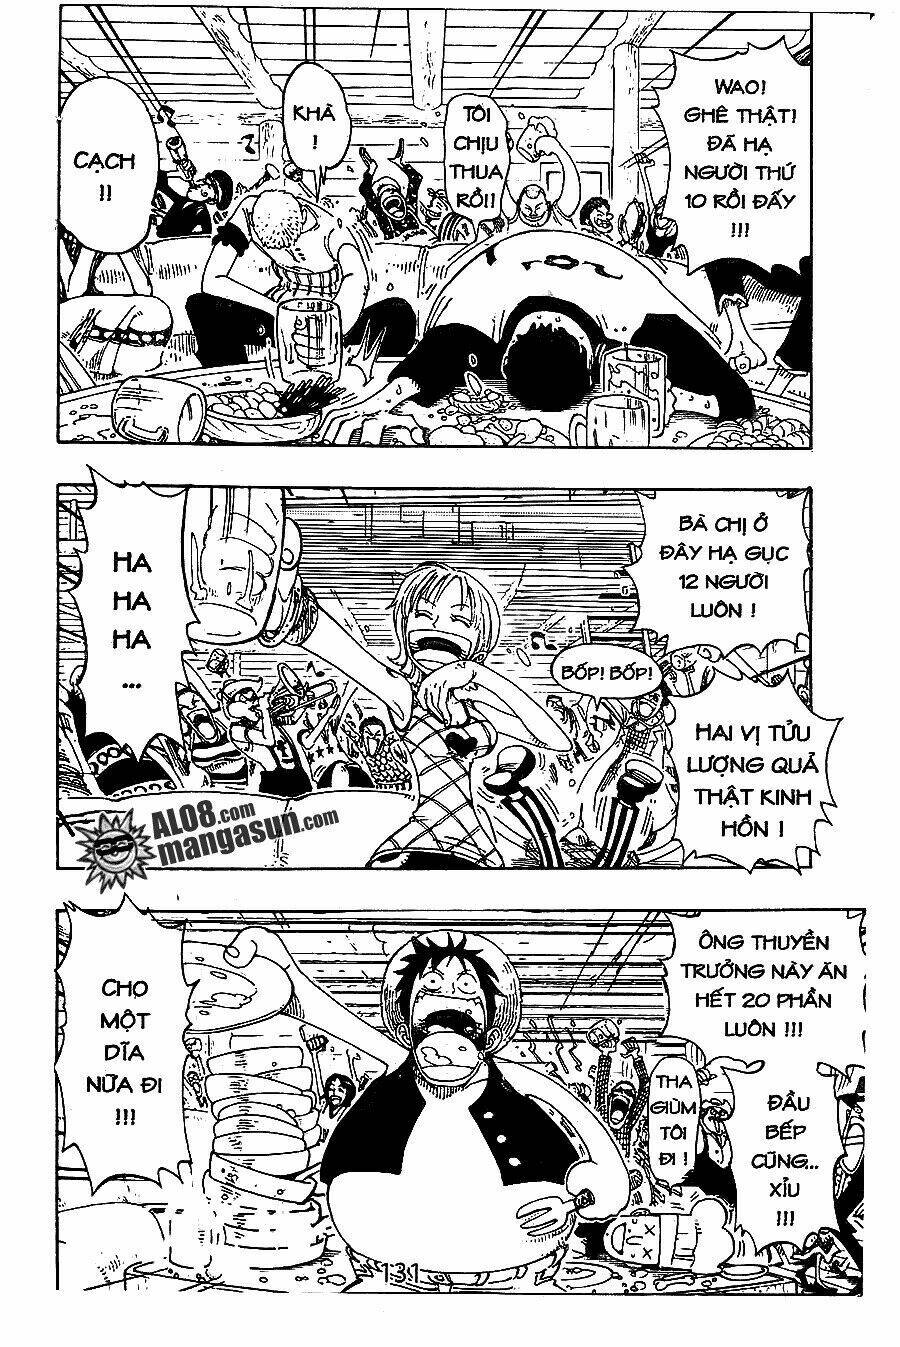 WAO!
GHÊ THẬT!
ĐÃ HẠ
NGƯỜI THỨ
10 RỒI ĐẤY
!!!
TÔI
CHỊU
THUA
RỒI!
KHÀ
!
CẠCH
!!
BÀ CHỊ Ở
ĐÂY HẠ GỤC
12 NGƯỜI
LUÔN !
BỐP! BỐP!
HAI VỊ TỬU
LƯỢNG QUẢ
THẬT KINH
HỒN !
HA
HA
HA
...
AL08.com
mangasun.com
ÔNG THUYỀN
TRƯỞNG NÀY ĂN
HẾT 20 PHẦN
LUÔN !!!
THA
GIÙM
TÔI
ĐI !
ĐẦU
BẾP
CŨNG...
XỈU
!!!
CHO
MỘT
DĨA
NỮA ĐI
!!!
131